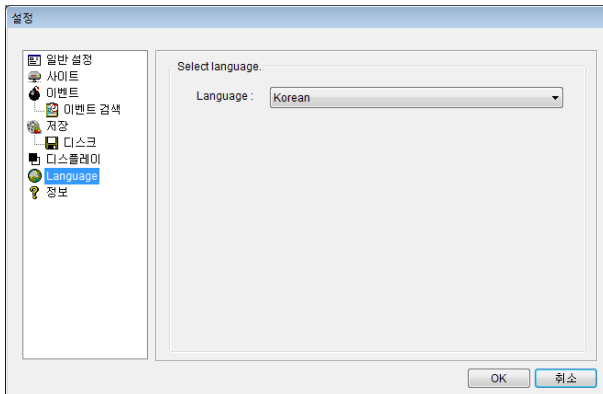 설정
일반 설정
사이트
이벤트
이벤트 검색
저장
디스크
디스플레이
Language
정보
Select language.
Language : Korean
OK 취소